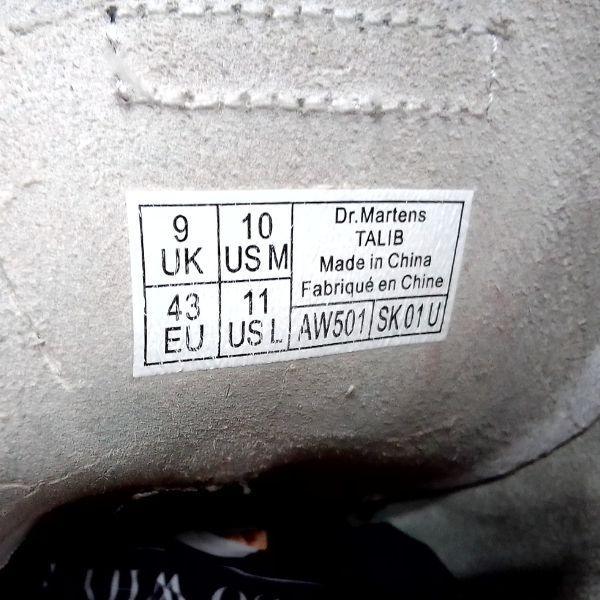 9
UK
10
US M
43
EU
11
US L
Dr.Martens
TALIB
Made in China
Fabriqué en Chine
AW501
SK01U